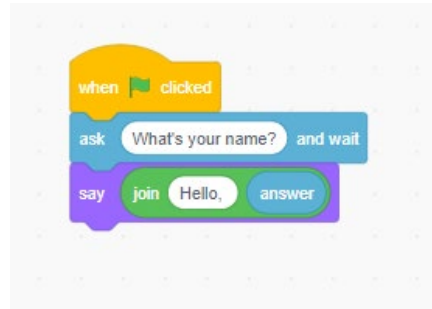 when clicked
ask What's your name? and wait
say join Hello, answer